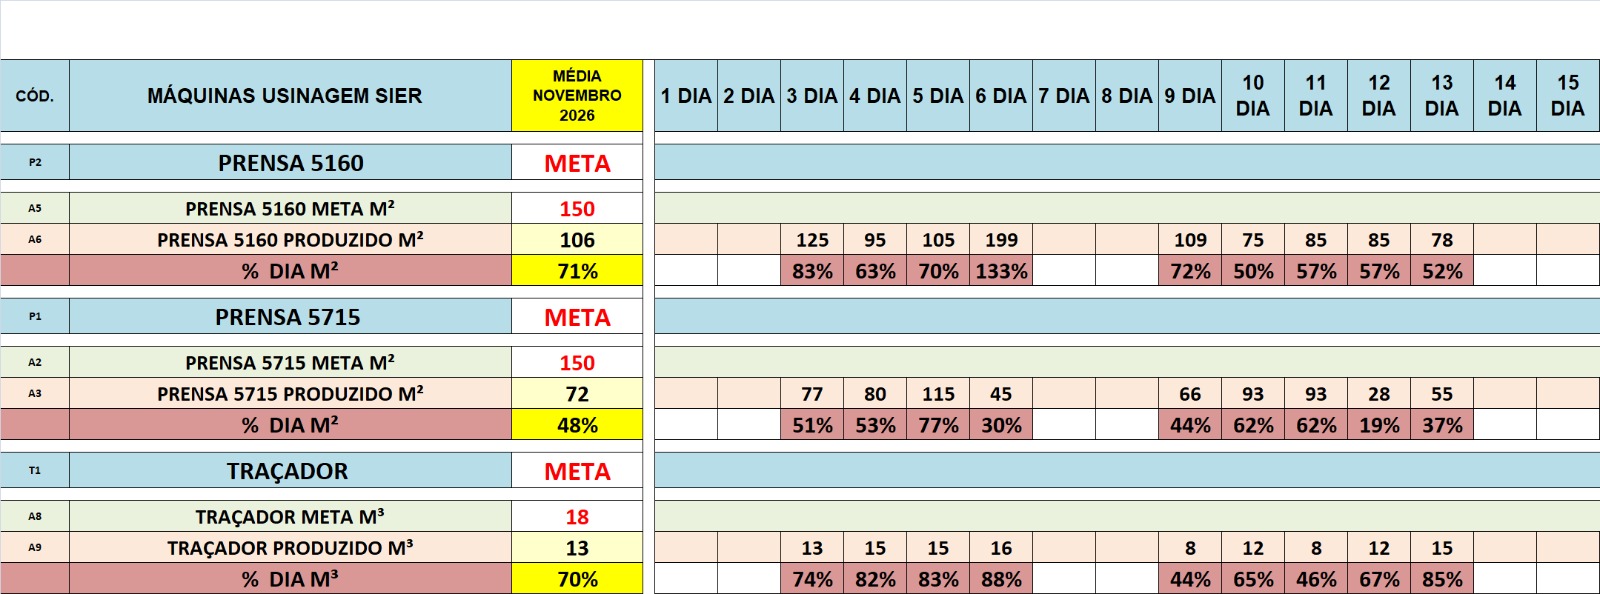 CÓD. MÁQUINAS USINAGEM SIER MÉDIA NOVEMBRO 2026 1 DIA 2 DIA 3 DIA 4 DIA 5 DIA 6 DIA 7 DIA 8 DIA 9 DIA 10 DIA 11 DIA 12 DIA 13 DIA 14 DIA 15 DIA
P2 PRENSA 5160 META
A5 PRENSA 5160 META M² 150
A6 PRENSA 5160 PRODUZIDO M² 106 125 95 105 199 109 75 85 85 78
% DIA M² 71% 83% 63% 70% 133% 72% 50% 57% 57% 52%
P1 PRENSA 5715 META
A2 PRENSA 5715 META M² 150
A3 PRENSA 5715 PRODUZIDO M² 72 77 80 115 45 66 93 93 28 55
% DIA M² 48% 51% 53% 77% 30% 44% 62% 62% 19% 37%
T1 TRAÇADOR META
A8 TRAÇADOR META M³ 18
A9 TRAÇADOR PRODUZIDO M³ 13 13 15 15 16 8 12 8 12 15
% DIA M³ 70% 74% 82% 83% 88% 44% 65% 46% 67% 85%